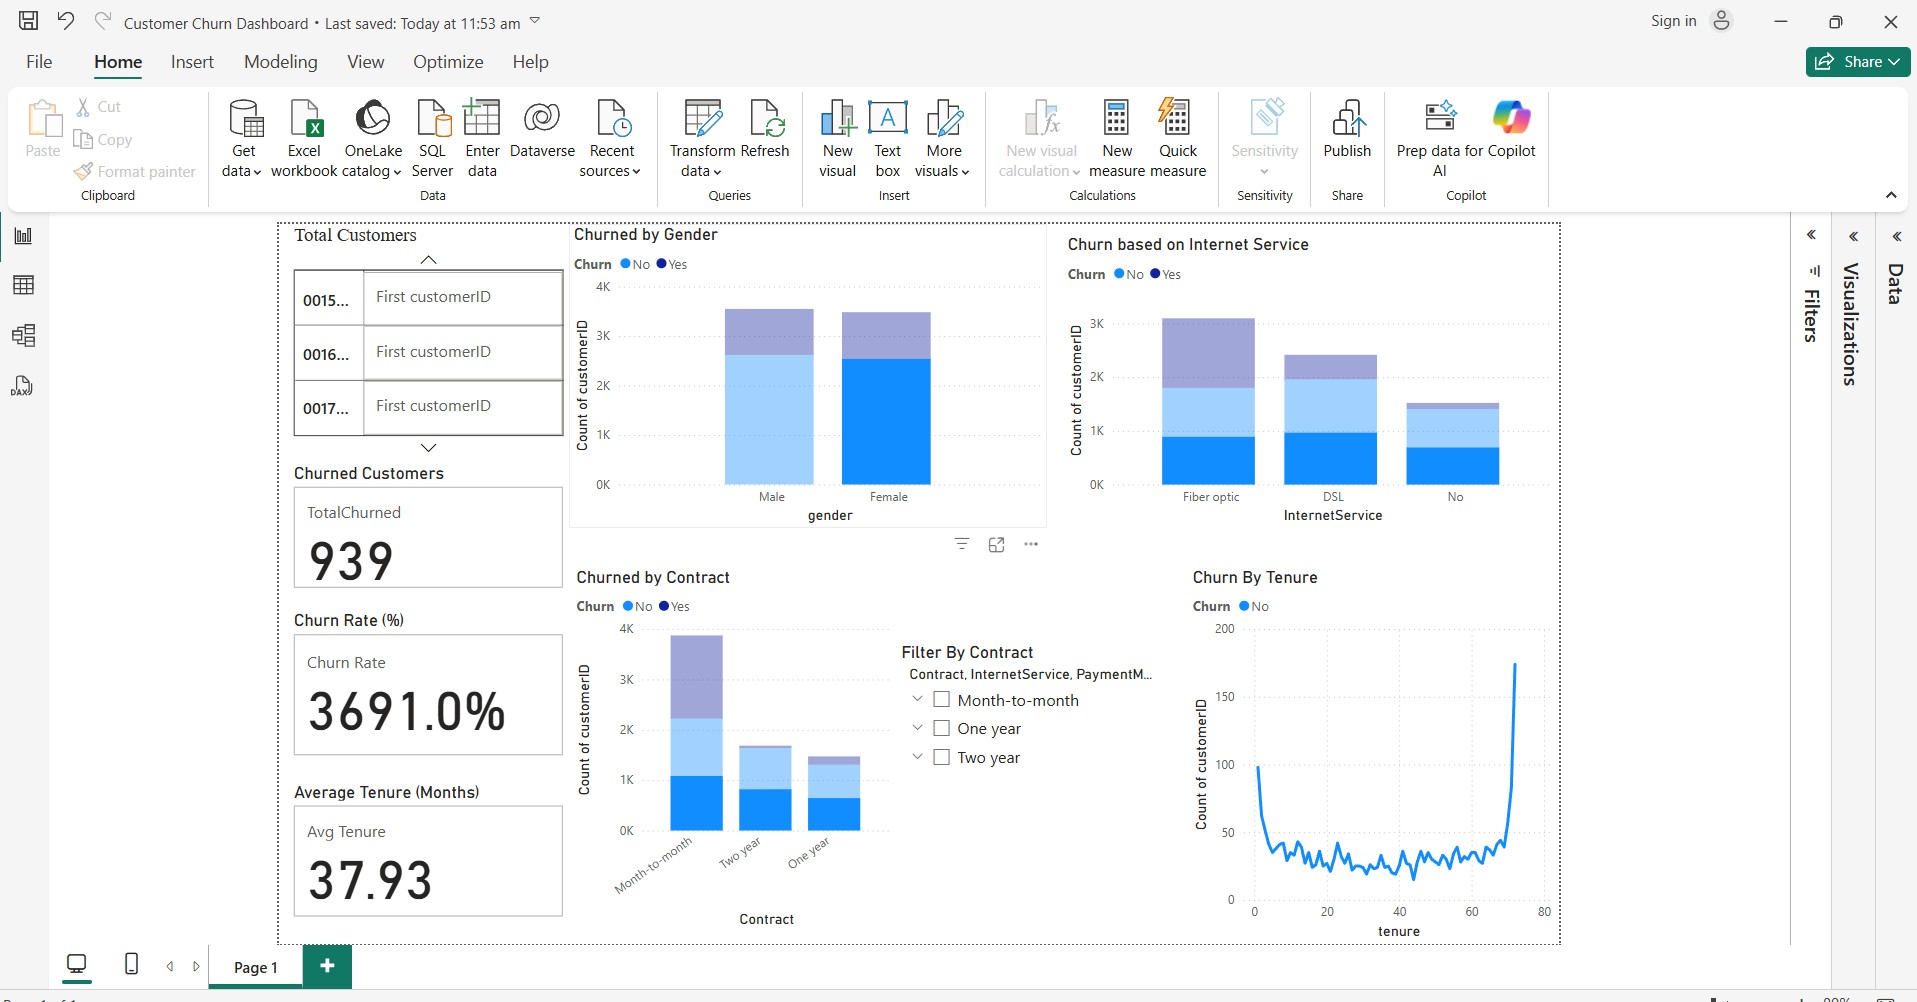 Customer Churn Dashboard • Last saved: Today at 11:53 am
Sign in
File Home Insert Modeling View Optimize Help
Share
Paste
Cut
Copy
Format painter
Clipboard
Get data
Excel workbook
OneLake catalog
SQL Server
Enter data
Dataverse
Recent sources
Data
Transform data
Refresh
Queries
New visual
Text box
More visuals
Insert
New visual calculation
New measure
Quick measure
Calculations
Sensitivity
Sensitivity
Publish
Share
Prep data for AI
Copilot
Copilot
DAX
Total Customers
0015... First customerID
0016... First customerID
0017... First customerID
Churned Customers
TotalChurned
939
Churn Rate (%)
Churn Rate
3691.0%
Average Tenure (Months)
Avg Tenure
37.93
Churned by Gender
Churn No Yes
4K
3K
2K
1K
0K
Count of customerID
Male Female
gender
Churn based on Internet Service
Churn No Yes
3K
2K
1K
0K
Count of customerID
Fiber optic DSL No
InternetService
Churned by Contract
Churn No Yes
4K
3K
2K
1K
0K
Count of customerID
Month-to-month Two year One year
Contract
Filter By Contract
Contract, InternetService, PaymentM...
Month-to-month
One year
Two year
Churn By Tenure
Churn No
200
150
100
50
0
Count of customerID
0 20 40 60 80
tenure
Filters
Visualizations
Data
Page 1